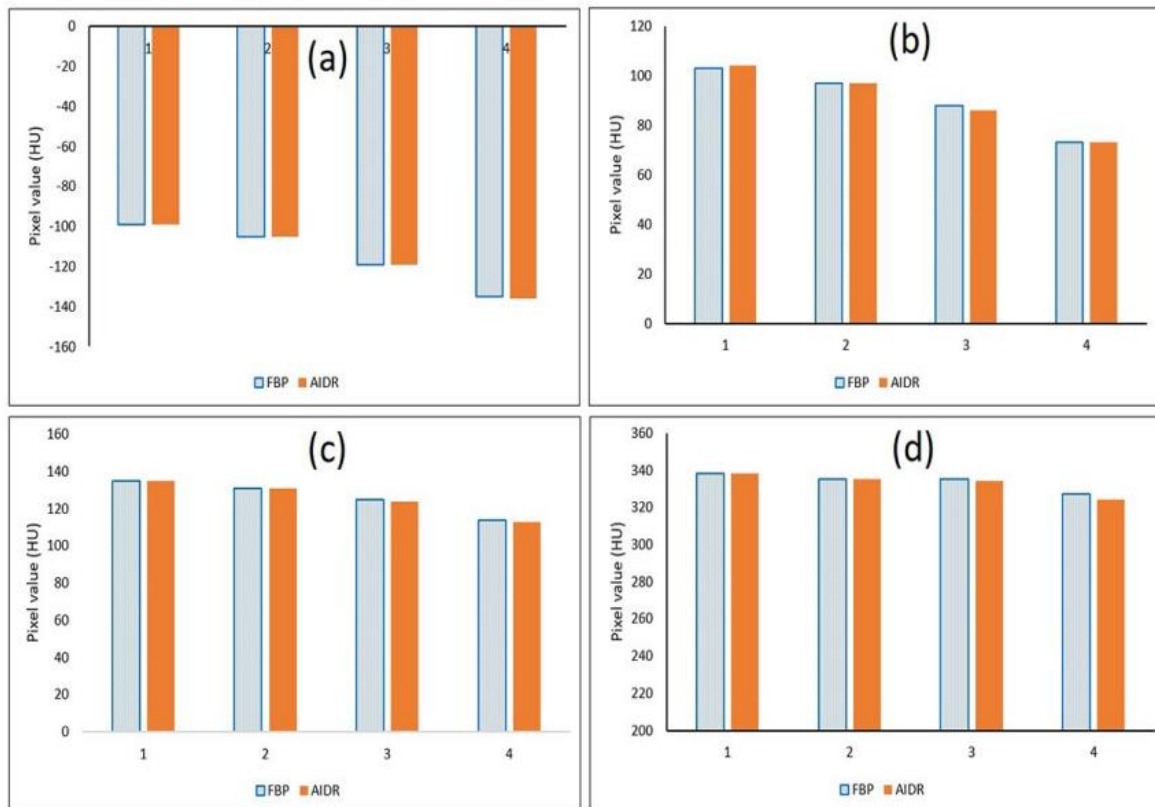 (a)
Pixel value (HU)
0
-20
-40
-60
-80
-100
-120
-140
-160
1 2 3 4
FBP AIDR
(b)
Pixel value (HU)
120
100
80
60
40
20
0
1 2 3 4
FBP AIDR
(c)
Pixel value (HU)
160
140
120
100
80
60
40
20
0
1 2 3 4
FBP AIDR
(d)
Pixel value (HU)
360
340
320
300
280
260
240
220
200
1 2 3 4
FBP AIDR